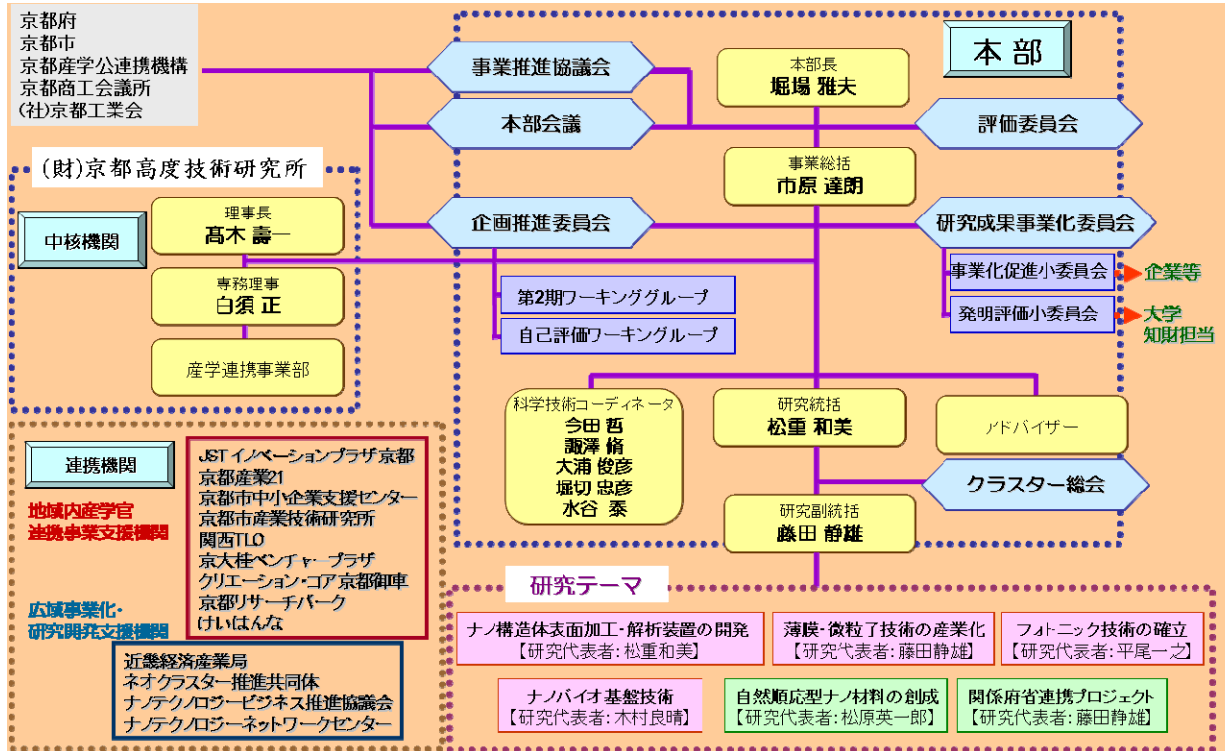 京都府
京都市
京都産学公連携機構
京都商工会議所
(社)京都工業会
本部
事業推進協議会
本部長
堀場 雅夫
本部会議
評価委員会
事業総括
市原 達朗
企画推進委員会
研究成果事業化委員会
事業化促進小委員会
企業等
第2期ワーキンググループ
発明評価小委員会
大学
知財担当
自己評価ワーキングループ
(財)京都高度技術研究所
中核機関
理事長
髙木 壽一
専務理事
白須 正
産学連携事業部
科学技術コーディネータ
今田 哲
諏澤 脩
大浦 俊彦
堀切 忠彦
水谷 泰
研究統括
松重 和美
アドバイザー
クラスター総会
研究副統括
藤田 静雄
連携機関
地域内産学官
連携事業支援機関
JSTイノベーションプラザ京都
京都産業21
京都市中小企業支援センター
京都市産業技術研究所
関西TLO
京大桂ベンチャープラザ
クリエーション・コア京都御車
京都リサーチパーク
けいはんな
広域事業化・
研究開発支援機関
近畿経済産業局
ネオクラスター推進共同体
ナノテクノロジービジネス推進協議会
ナノテクノロジーネットワークセンター
研究テーマ
ナノ構造体表面加工・解析装置の開発
【研究代表者:松重和美】
薄膜・微粒子技術の産業化
【研究代表者:藤田静雄】
フォトニック技術の確立
【研究代表者:平尾一之】
ナノバイオ基盤技術
【研究代表者:木村良晴】
自然順応型ナノ材料の創成
【研究代表者:松原英一郎】
関係府省連携プロジェクト
【研究代表者:藤田静雄】